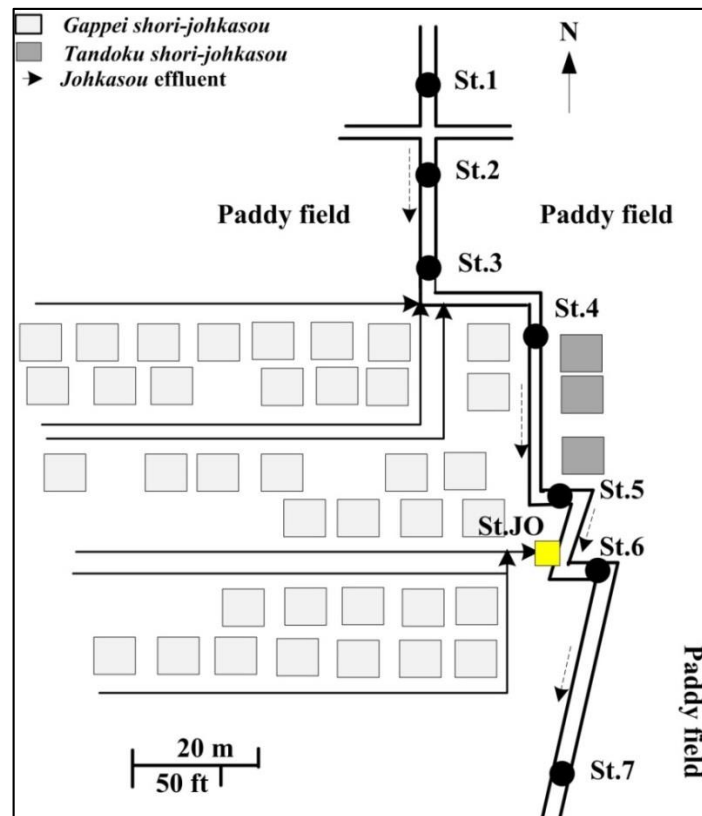 Gappei shori-johkasou
Tandoku shori-johkasou
Johkasou effluent
N
St.1
St.2
Paddy field
Paddy field
St.3
St.4
St.5
St.JO
St.6
Paddy field
20 m
50 ft
St.7